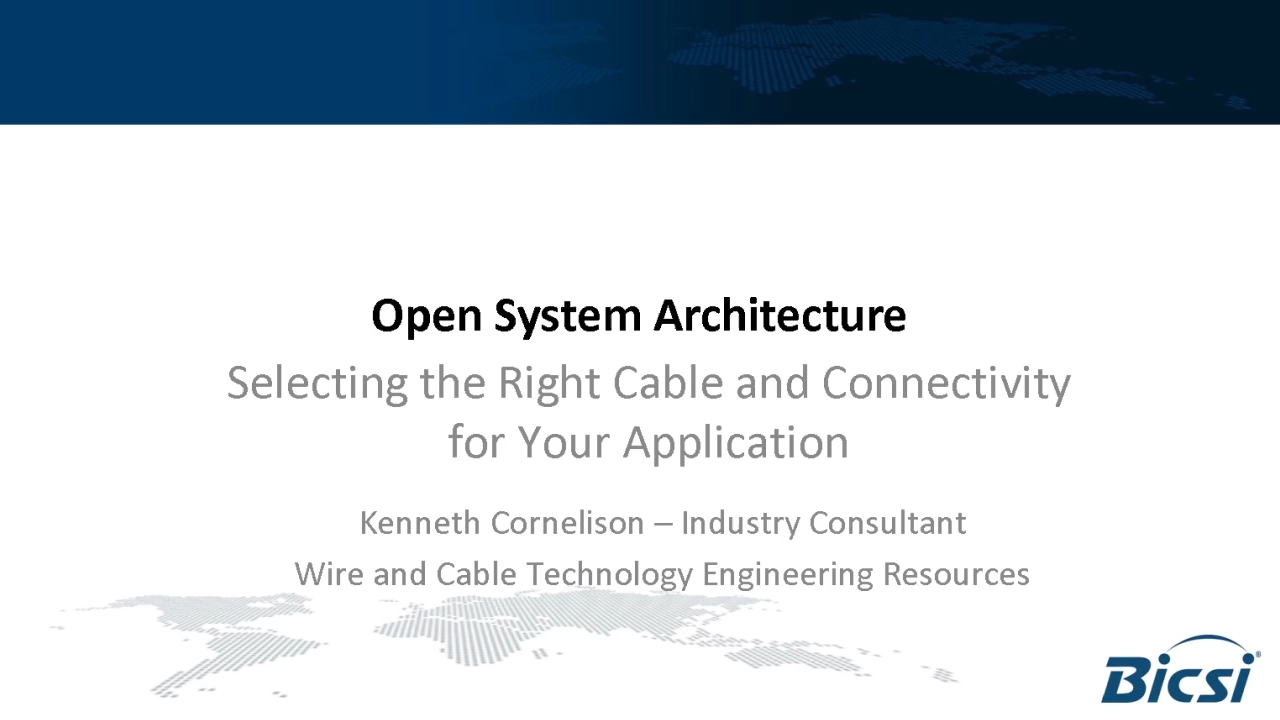 Open System Architecture
Selecting the Right Cable and Connectivity
for Your Application
Kenneth Cornelison – Industry Consultant
Wire and Cable Technology Engineering Resources
Bicsi®